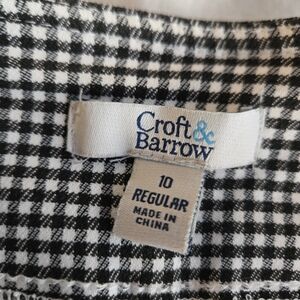 Croft &
Barrow
10
REGULAR
MADE IN
CHINA